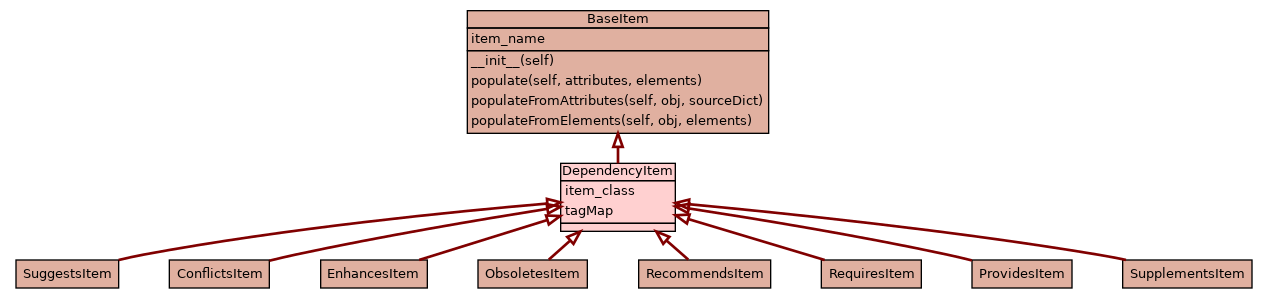 BaseItem
item_name
__init__(self)
populate(self, attributes, elements)
populateFromAttributes(self, obj, sourceDict)
populateFromElements(self, obj, elements)
DependencyItem
item_class
tagMap
SuggestsItem
ConflictsItem
EnhancesItem
ObsoletesItem
RecommendsItem
RequiresItem
ProvidesItem
SupplementsItem